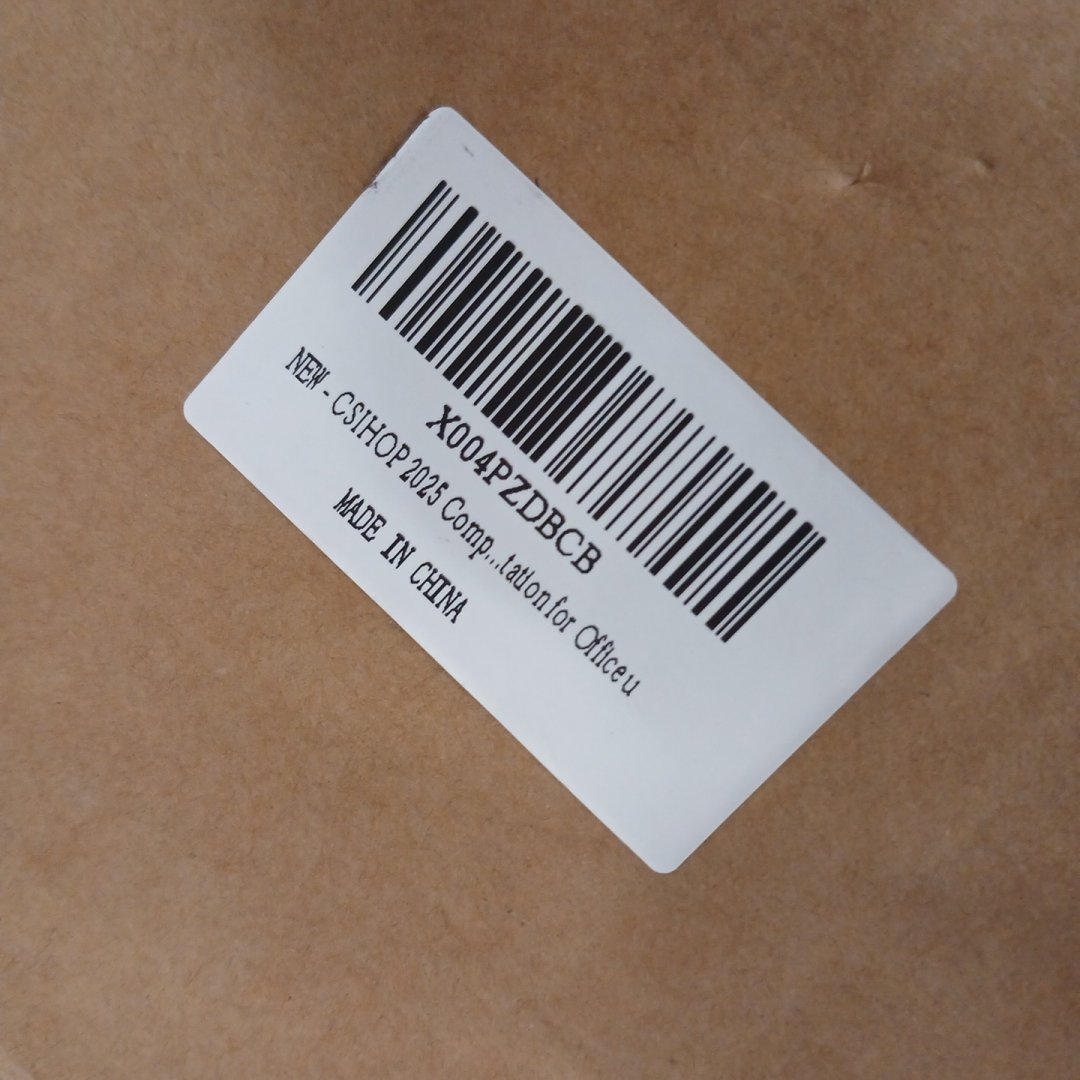 X004PZDBCB
NEW - CSIHOP 2025 Comp...tation for Office u
MADE IN CHINA